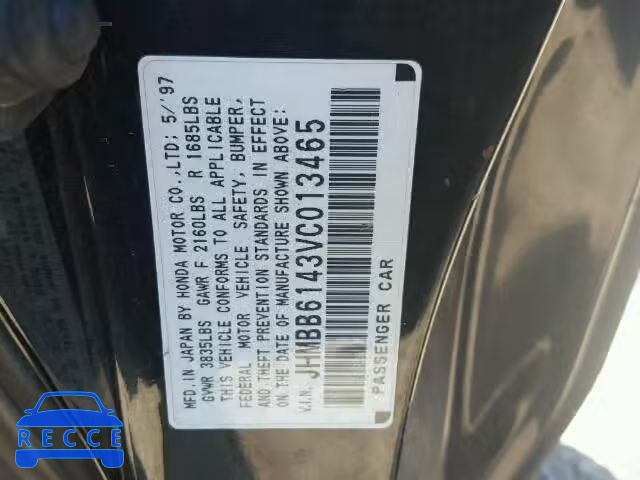 MFD. IN JAPAN BY HONDA MOTOR CO.,LTD; 5/'97
GVWR 3835LBS GAWR F 2160LBS R 1685LBS
THIS VEHICLE CONFORMS TO ALL APPLICABLE
FEDERAL MOTOR VEHICLE SAFETY, BUMPER,
AND THEFT PREVENTION STANDARDS IN EFFECT
ON THE DATE OF MANUFACTURE SHOWN ABOVE:
V.I.N. JHMBB6143VC013465
PASSENGER CAR
RECCE